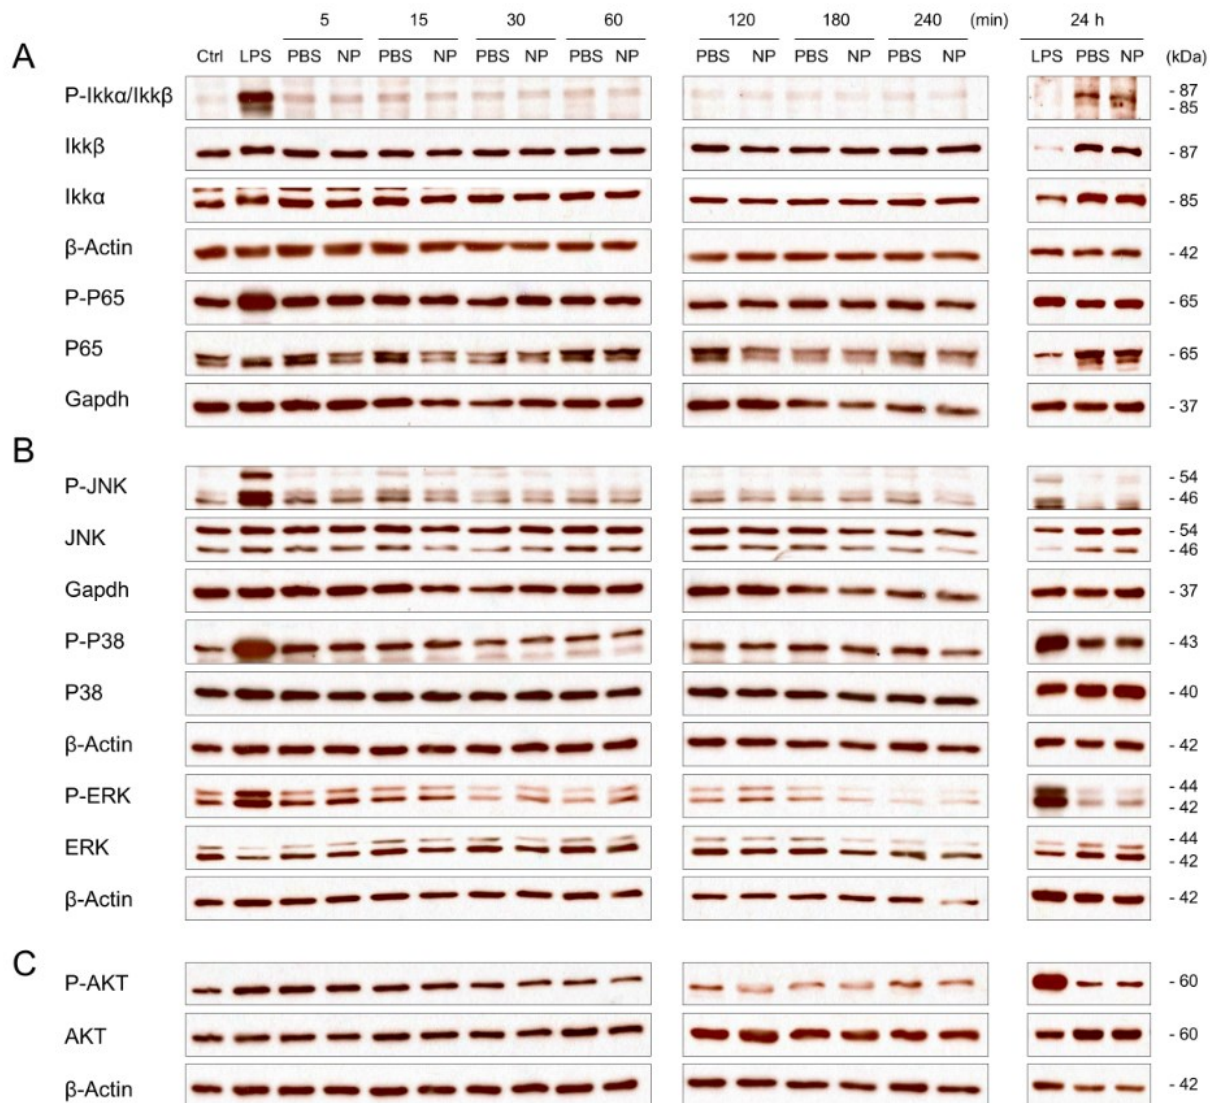 5 15 30 60 120 180 240 (min) 24 h
A Ctrl LPS PBS NP PBS NP PBS NP PBS NP PBS NP PBS NP PBS NP LPS PBS NP (kDa)
P-Ikkα/Ikkβ - 87
- 85
Ikkβ - 87
Ikkα - 85
β-Actin - 42
P-P65 - 65
P65 - 65
Gapdh - 37
B
P-JNK - 54
- 46
JNK - 54
- 46
Gapdh - 37
P-P38 - 43
P38 - 40
β-Actin - 42
P-ERK - 44
- 42
ERK - 44
- 42
β-Actin - 42
C
P-AKT - 60
AKT - 60
β-Actin - 42